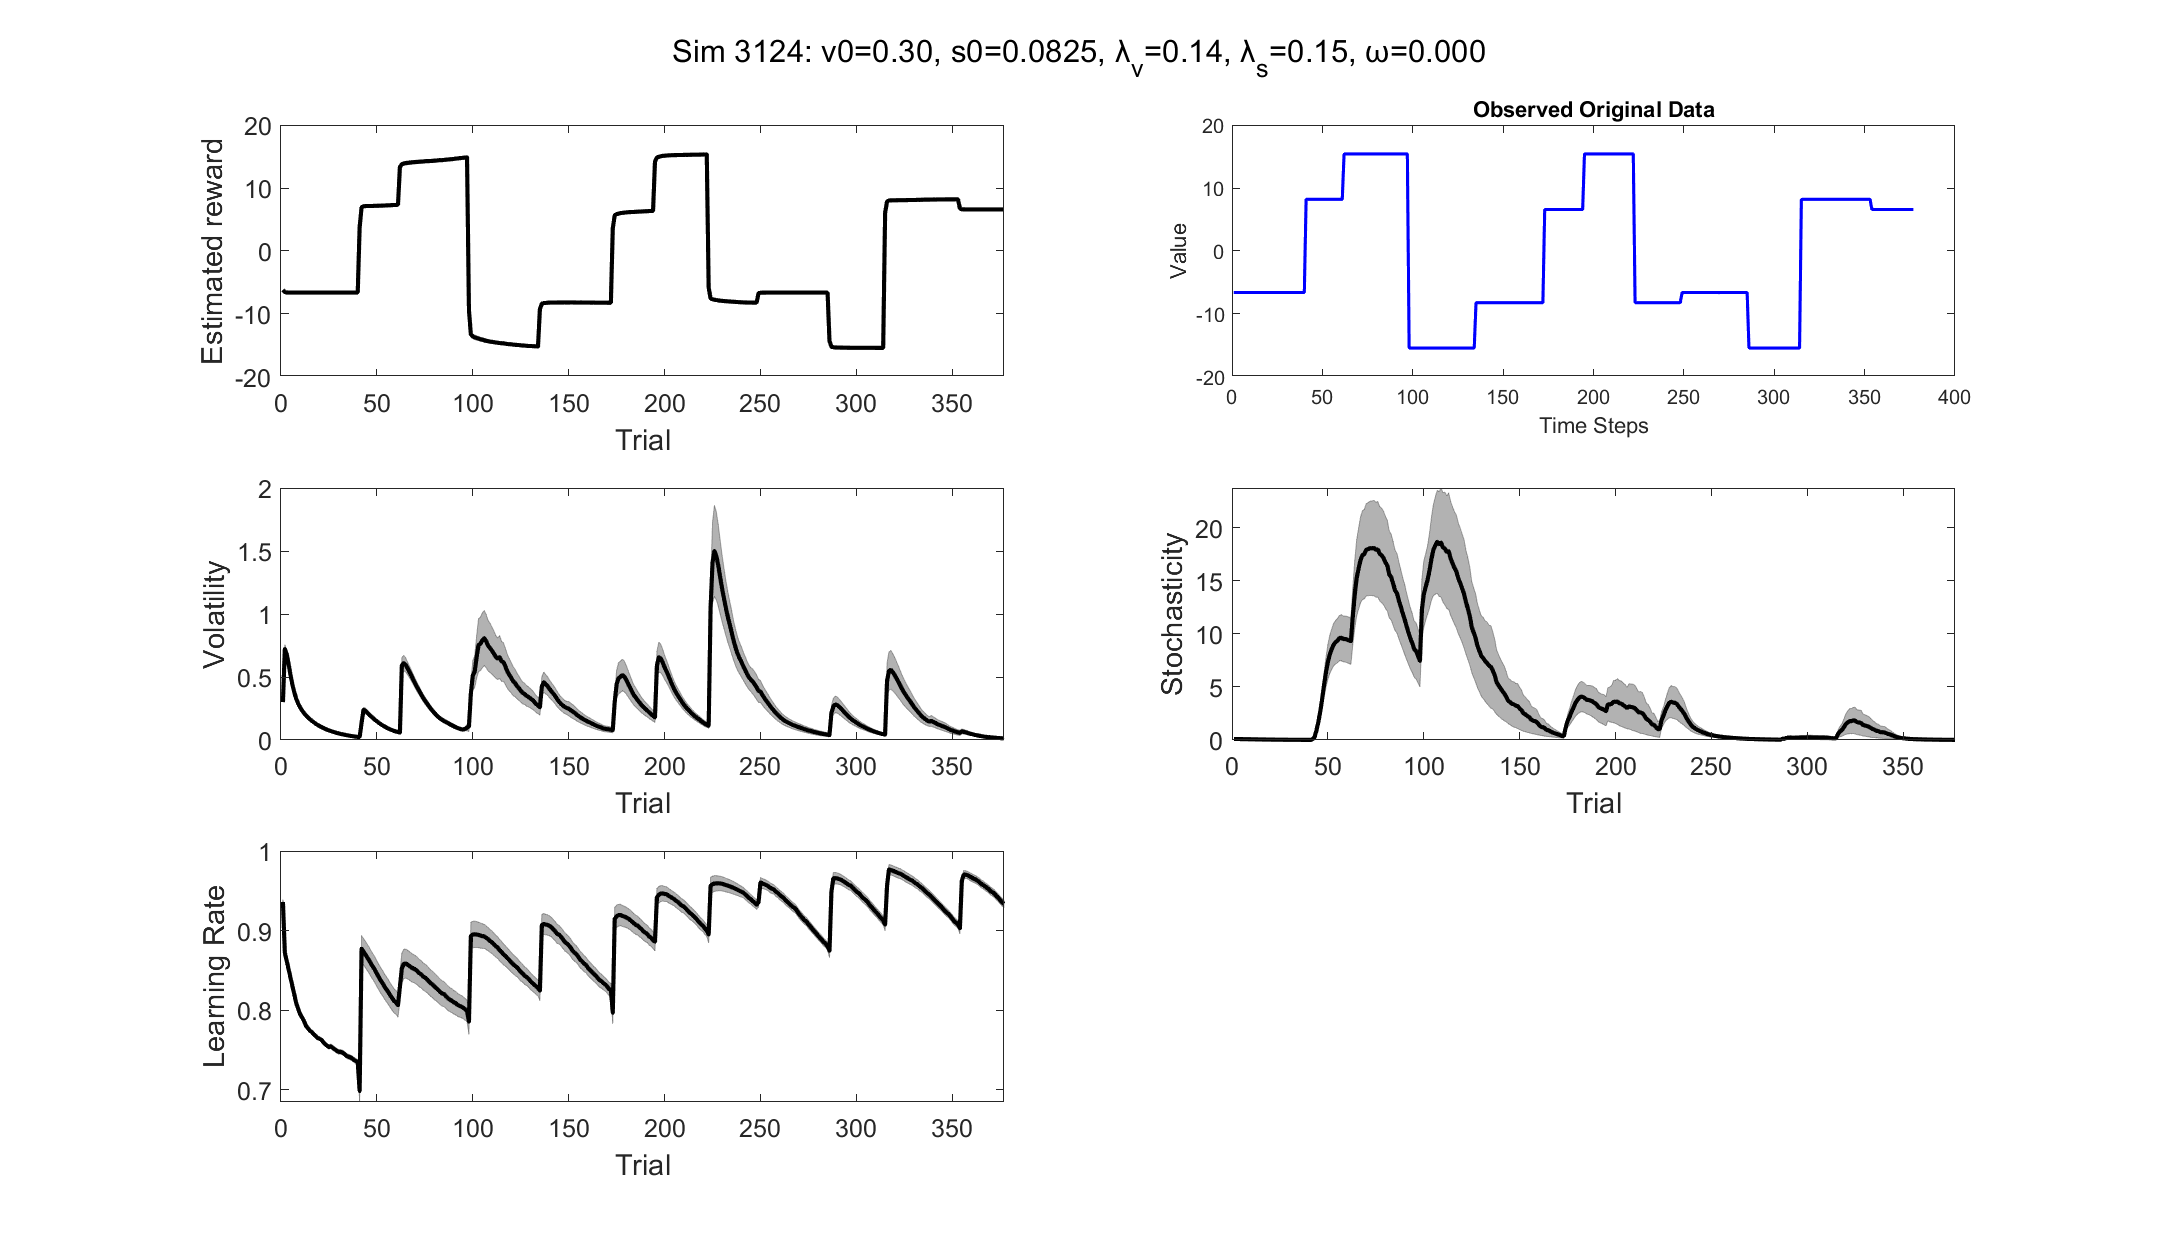 Sim 3124: v0=0.30, s0=0.0825, λ_v=0.14, λ_s=0.15, ω=0.000
Estimated reward
20
10
0
-10
-20
0 50 100 150 200 250 300 350
Trial
Observed Original Data
Value
20
10
0
-10
-20
0 50 100 150 200 250 300 350 400
Time Steps
Volatility
2
1.5
1
0.5
0
0 50 100 150 200 250 300 350
Trial
Stochasticity
20
15
10
5
0
0 50 100 150 200 250 300 350
Trial
Learning Rate
1
0.9
0.8
0.7
0 50 100 150 200 250 300 350
Trial